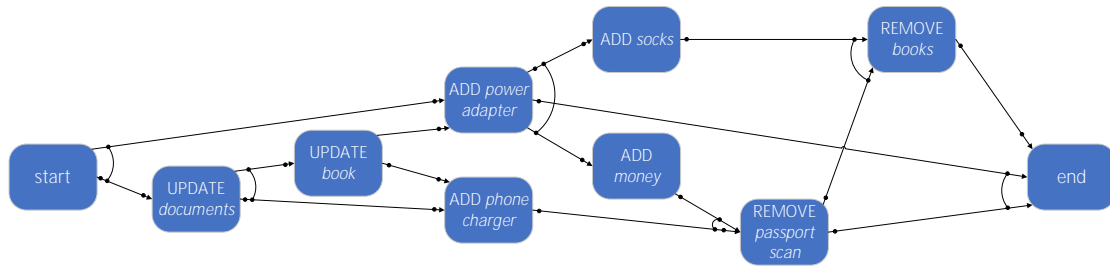 start
UPDATE
documents
UPDATE
book
ADD power
adapter
ADD phone
charger
ADD socks
ADD
money
REMOVE
passport
scan
REMOVE
books
end